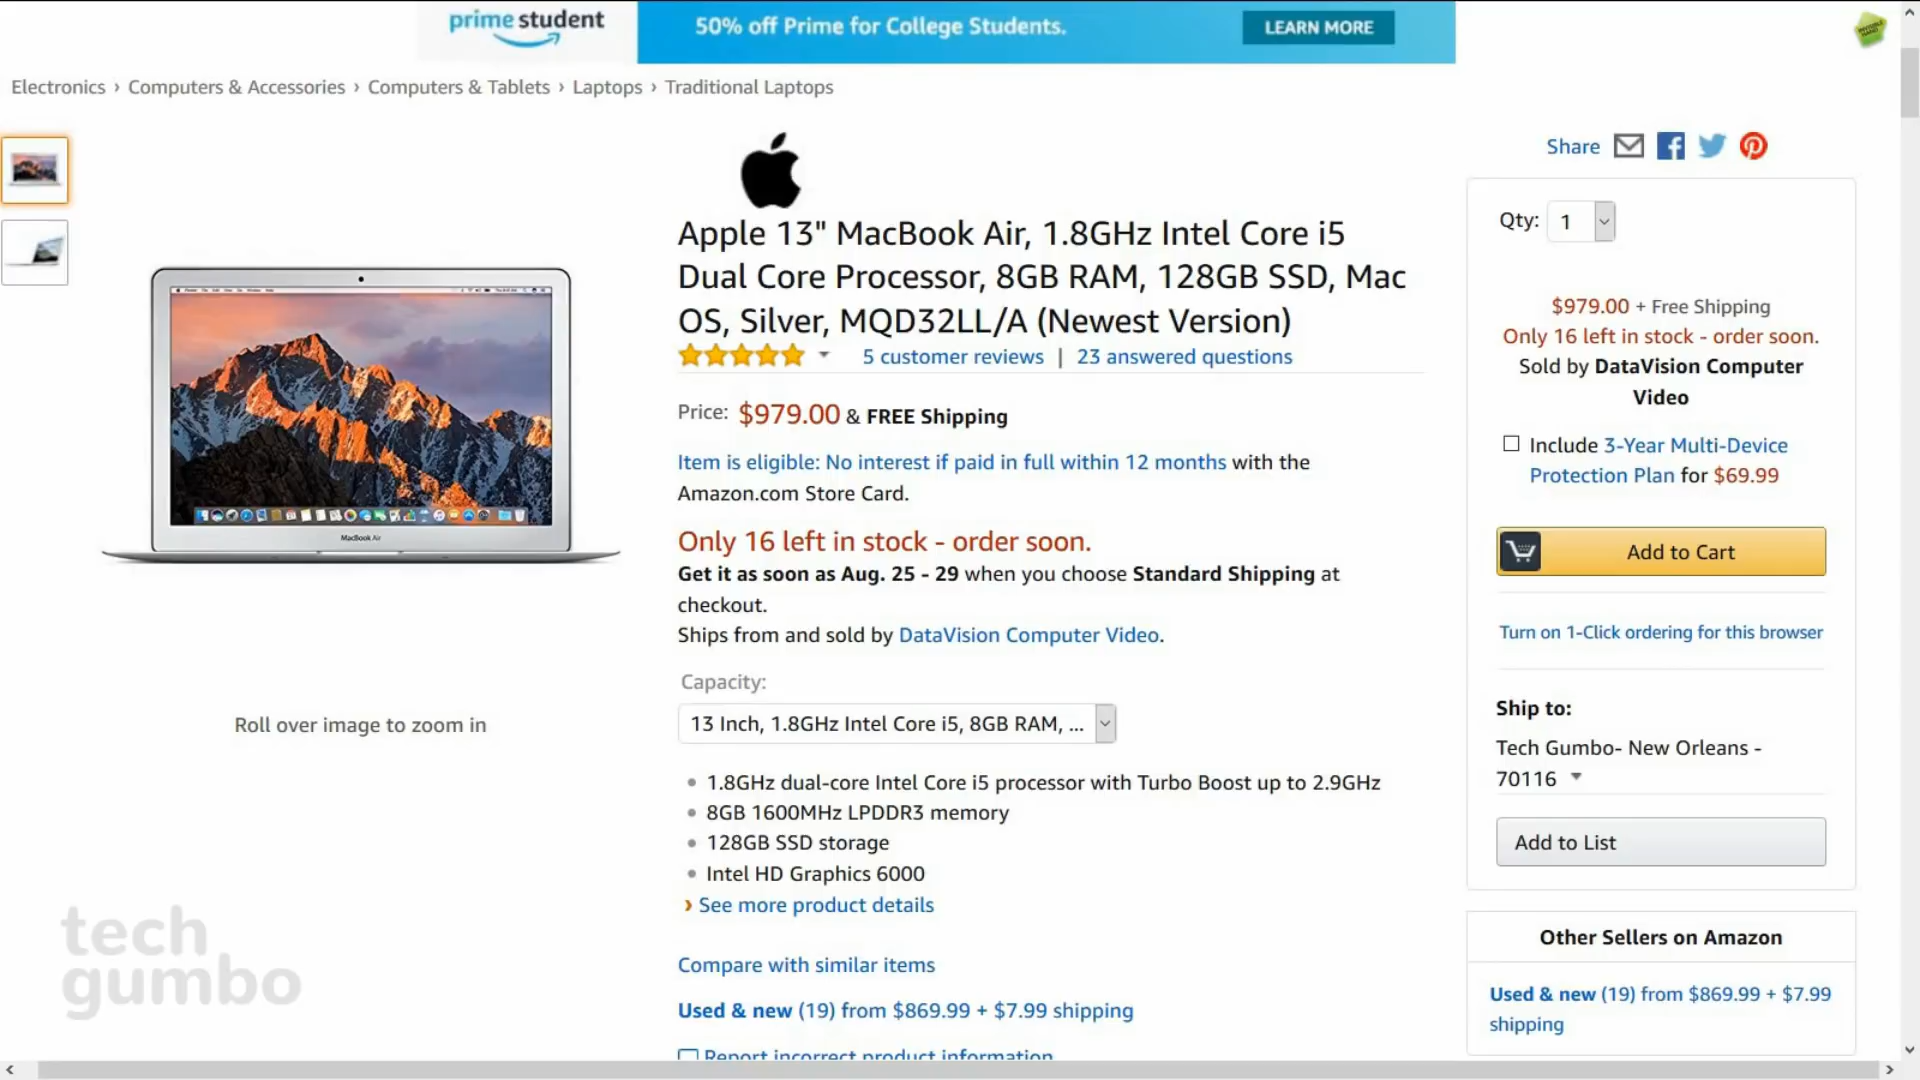 prime student
50% off Prime for College Students.
LEARN MORE
Electronics › Computers & Accessories › Computers & Tablets › Laptops › Traditional Laptops
Share
Apple 13" MacBook Air, 1.8GHz Intel Core i5
Dual Core Processor, 8GB RAM, 128GB SSD, Mac
OS, Silver, MQD32LL/A (Newest Version)
5 customer reviews | 23 answered questions
Price: $979.00 & FREE Shipping
Item is eligible: No interest if paid in full within 12 months with the
Amazon.com Store Card.
Only 16 left in stock - order soon.
Get it as soon as Aug. 25 - 29 when you choose Standard Shipping at
checkout.
Ships from and sold by DataVision Computer Video.
Capacity:
13 Inch, 1.8GHz Intel Core i5, 8GB RAM, ...
• 1.8GHz dual-core Intel Core i5 processor with Turbo Boost up to 2.9GHz
• 8GB 1600MHz LPDDR3 memory
• 128GB SSD storage
• Intel HD Graphics 6000
› See more product details
Compare with similar items
Used & new (19) from $869.99 + $7.99 shipping
Report incorrect product information
MacBook Air
Roll over image to zoom in
tech
gumbo
Qty: 1
$979.00 + Free Shipping
Only 16 left in stock - order soon.
Sold by DataVision Computer
Video
Include 3-Year Multi-Device
Protection Plan for $69.99
Add to Cart
Turn on 1-Click ordering for this browser
Ship to:
Tech Gumbo- New Orleans -
70116
Add to List
Other Sellers on Amazon
Used & new (19) from $869.99 + $7.99
shipping